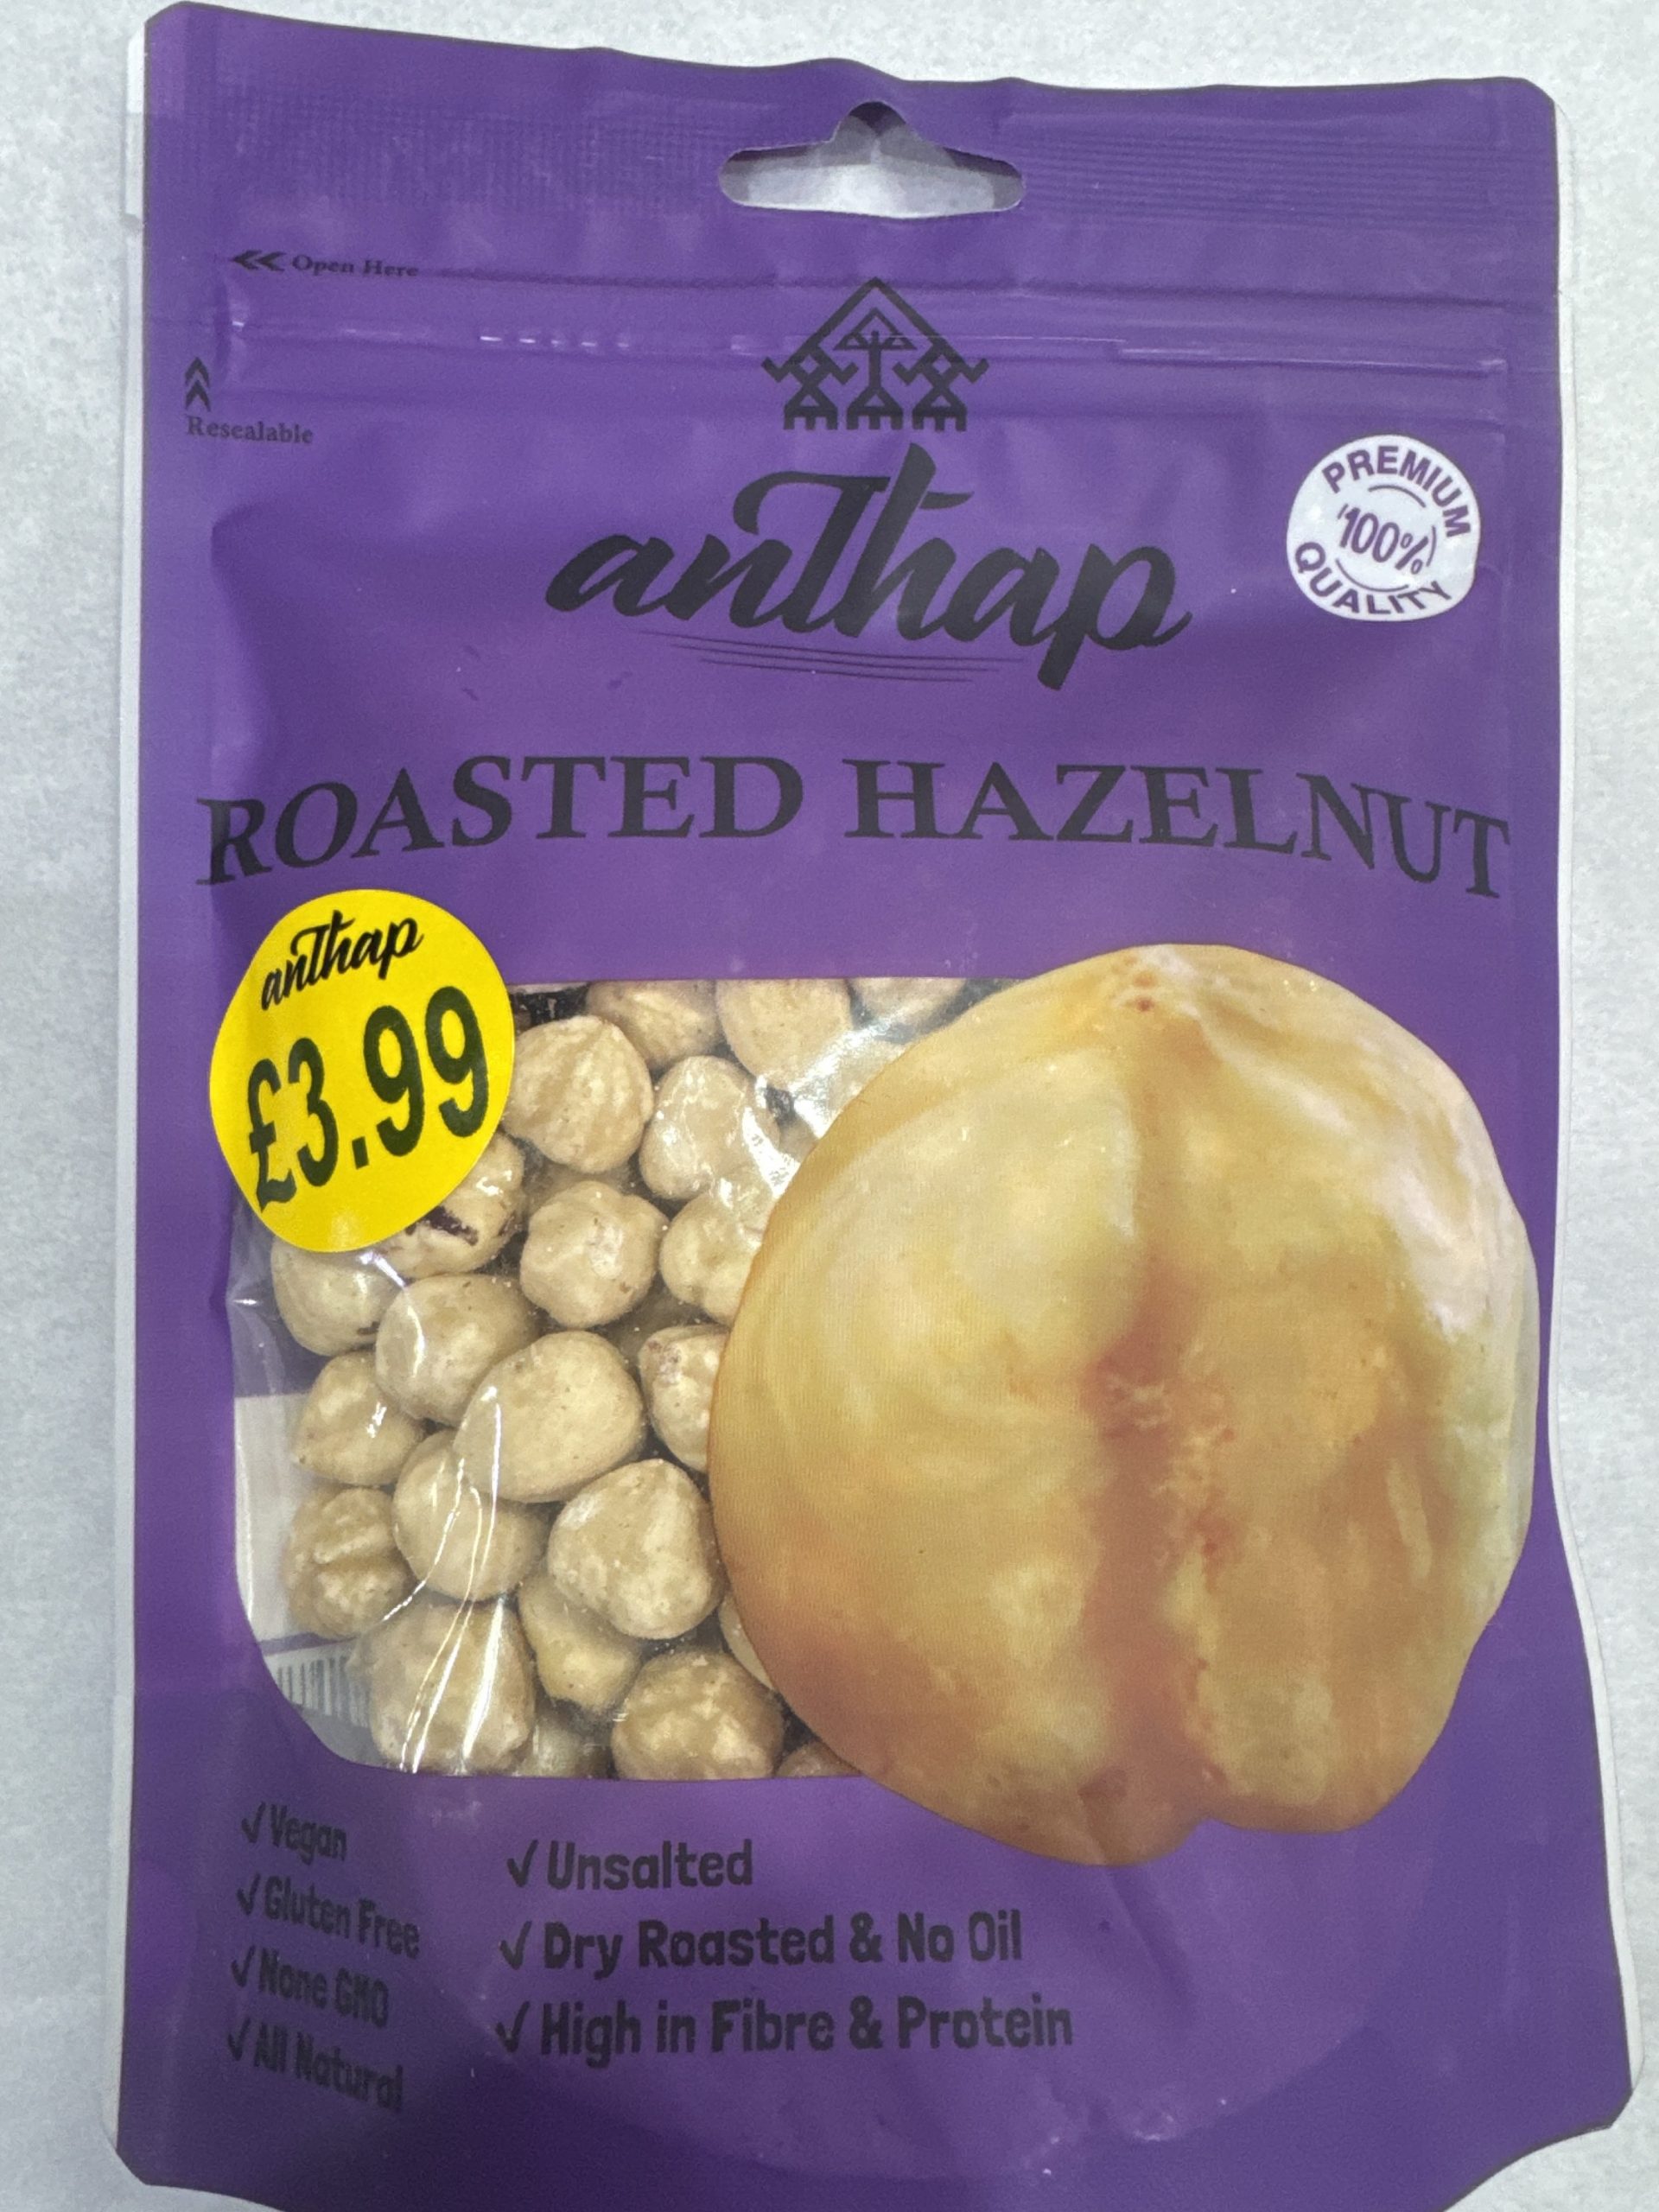 Open Here
Resealable
anThap
PREMIUM
100%
QUALITY
ROASTED HAZELNUT
anThap
£3.99
✓ Vegan
✓ Gluten Free
✓ None GMO
✓ All Natural
✓ Unsalted
✓ Dry Roasted & No Oil
✓ High in Fibre & Protein